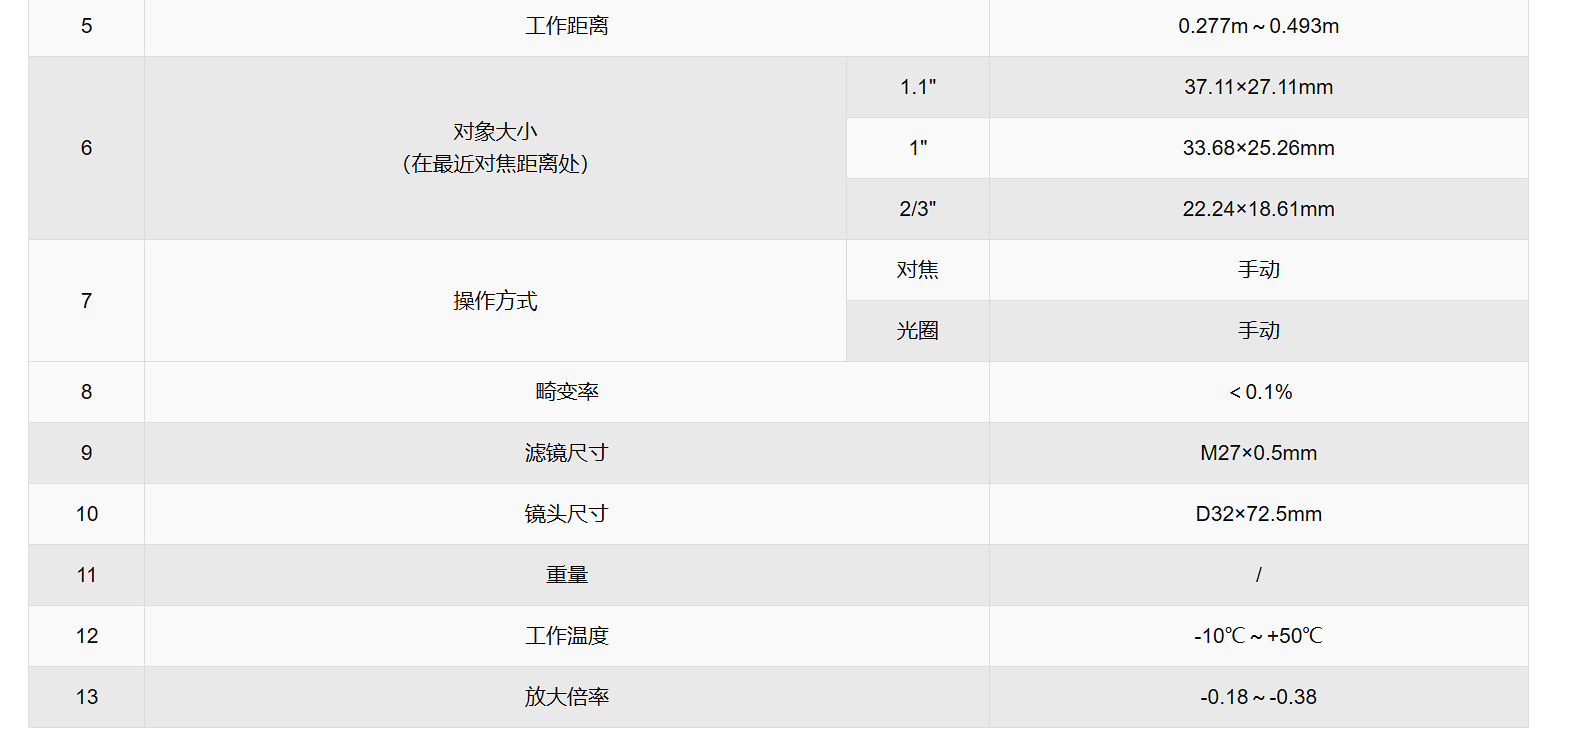 5 工作距离 0.277m～0.493m
6 对象大小
（在最近对焦距离处）
1.1" 37.11×27.11mm
1" 33.68×25.26mm
2/3" 22.24×18.61mm
7 操作方式
对焦 手动
光圈 手动
8 畸变率 ＜0.1%
9 滤镜尺寸 M27×0.5mm
10 镜头尺寸 D32×72.5mm
11 重量 /
12 工作温度 -10℃～+50℃
13 放大倍率 -0.18～-0.38